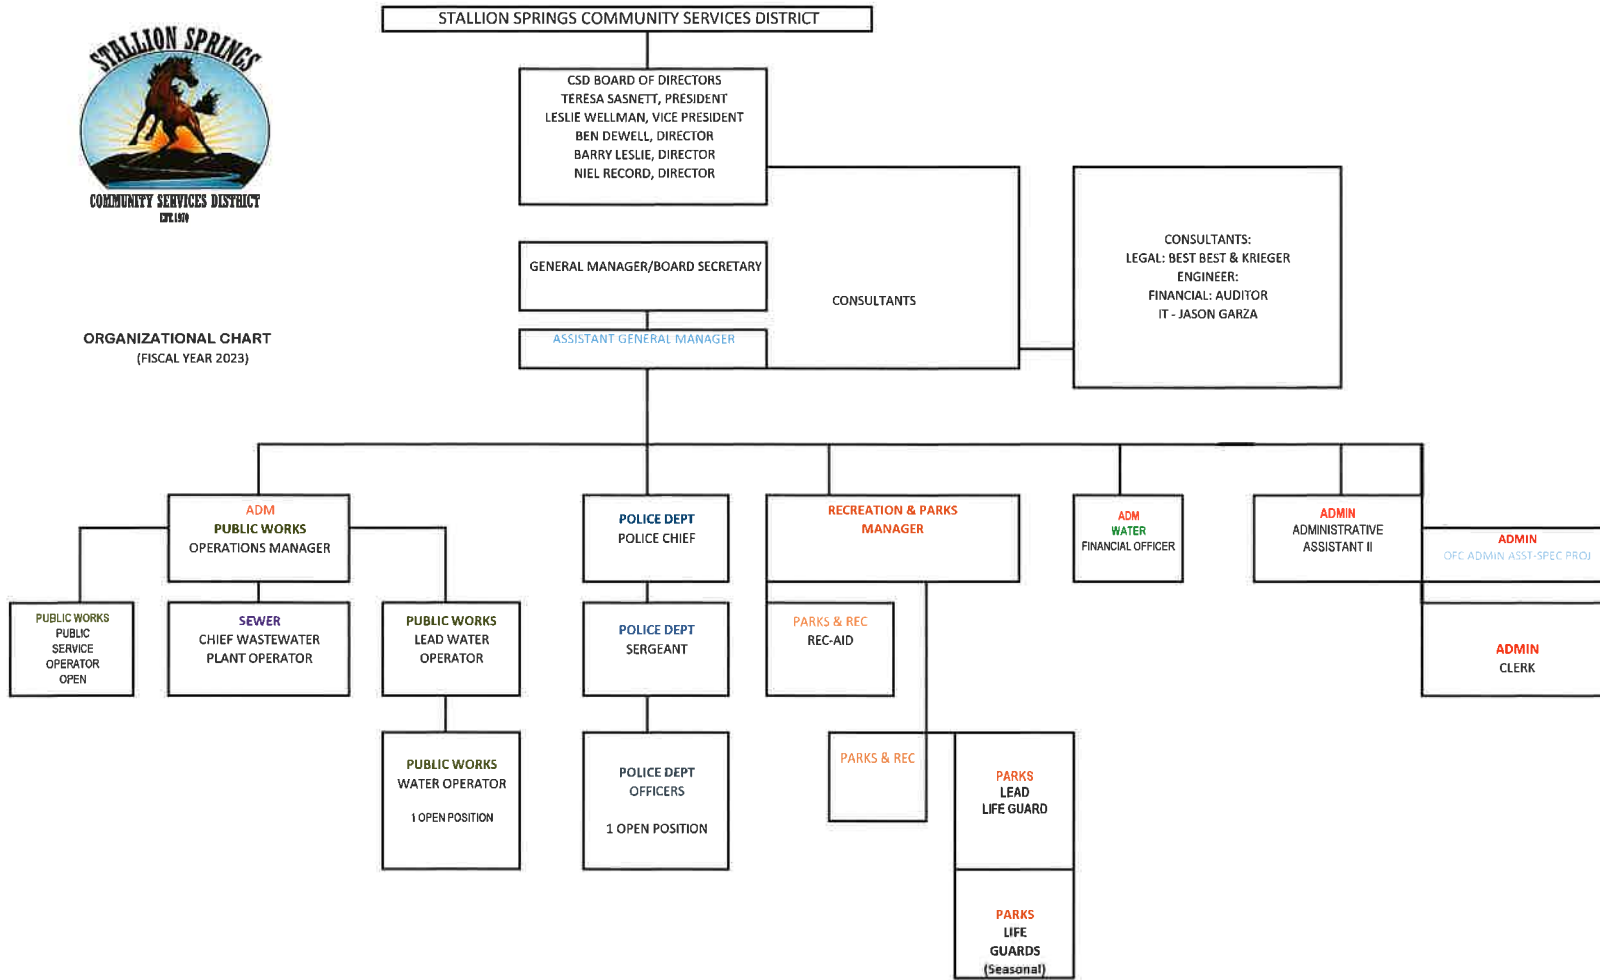 STALLION SPRINGS COMMUNITY SERVICES DISTRICT
STALLION SPRINGS
COMMUNITY SERVICES DISTRICT
EST. 1970
CSD BOARD OF DIRECTORS
TERESA SASNETT, PRESIDENT
LESLIE WELLMAN, VICE PRESIDENT
BEN DEWELL, DIRECTOR
BARRY LESLIE, DIRECTOR
NIEL RECORD, DIRECTOR
GENERAL MANAGER/BOARD SECRETARY
ASSISTANT GENERAL MANAGER
CONSULTANTS
CONSULTANTS:
LEGAL: BEST BEST & KRIEGER
ENGINEER:
FINANCIAL: AUDITOR
IT - JASON GARZA
ORGANIZATIONAL CHART
(FISCAL YEAR 2023)
ADM
PUBLIC WORKS
OPERATIONS MANAGER
POLICE DEPT
POLICE CHIEF
RECREATION & PARKS
MANAGER
ADM
WATER
FINANCIAL OFFICER
ADMIN
ADMINISTRATIVE
ASSISTANT II
ADMIN
OFC ADMIN ASST-SPEC PROJ
PUBLIC WORKS
PUBLIC
SERVICE
OPERATOR
OPEN
SEWER
CHIEF WASTEWATER
PLANT OPERATOR
PUBLIC WORKS
LEAD WATER
OPERATOR
POLICE DEPT
SERGEANT
PARKS & REC
REC-AID
ADMIN
CLERK
PUBLIC WORKS
WATER OPERATOR
1 OPEN POSITION
POLICE DEPT
OFFICERS
1 OPEN POSITION
PARKS & REC
PARKS
LEAD
LIFE GUARD
PARKS
LIFE
GUARDS
(Seasonal)